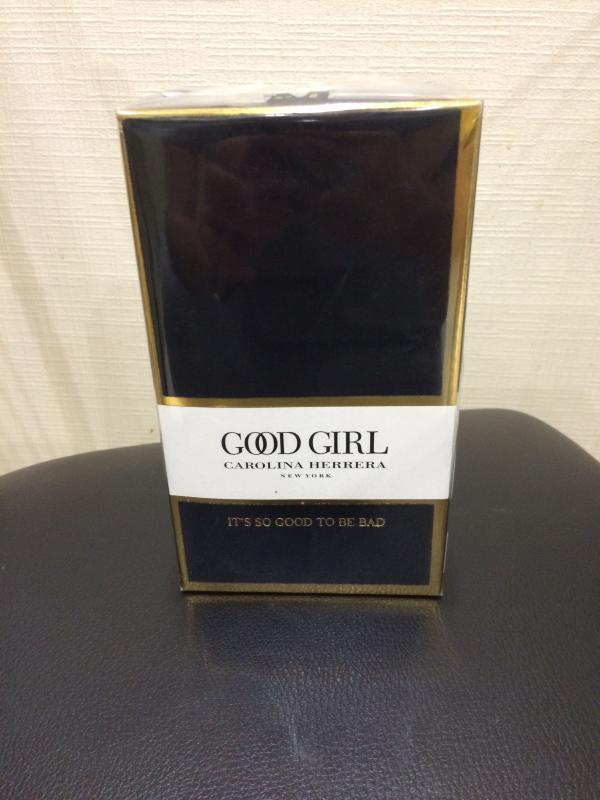 GOOD GIRL
CAROLINA HERRERA
NEW YORK
IT'S SO GOOD TO BE BAD